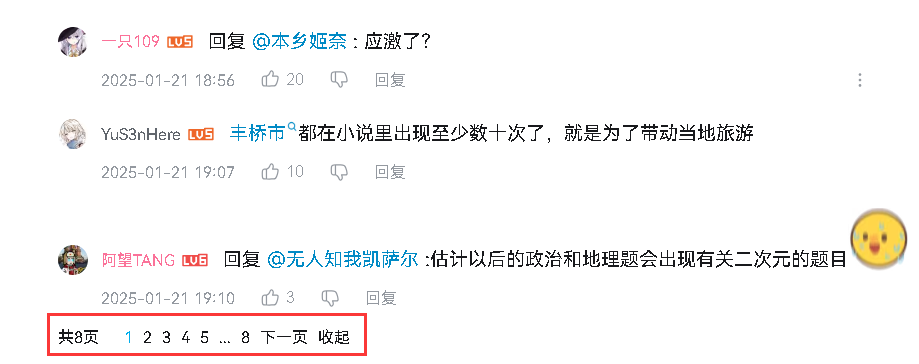 一只109 LV5 回复 @本乡姬奈 : 应激了?
2025-01-21 18:56 20 回复
YuS3nHere LV5 丰桥市 都在小说里出现至少数十次了，就是为了带动当地旅游
2025-01-21 19:07 10 回复
阿望TANG LV5 回复 @无人知我凯萨尔 :估计以后的政治和地理题会出现有关二次元的题目
2025-01-21 19:10 3 回复
共8页 1 2 3 4 5 ... 8 下一页 收起